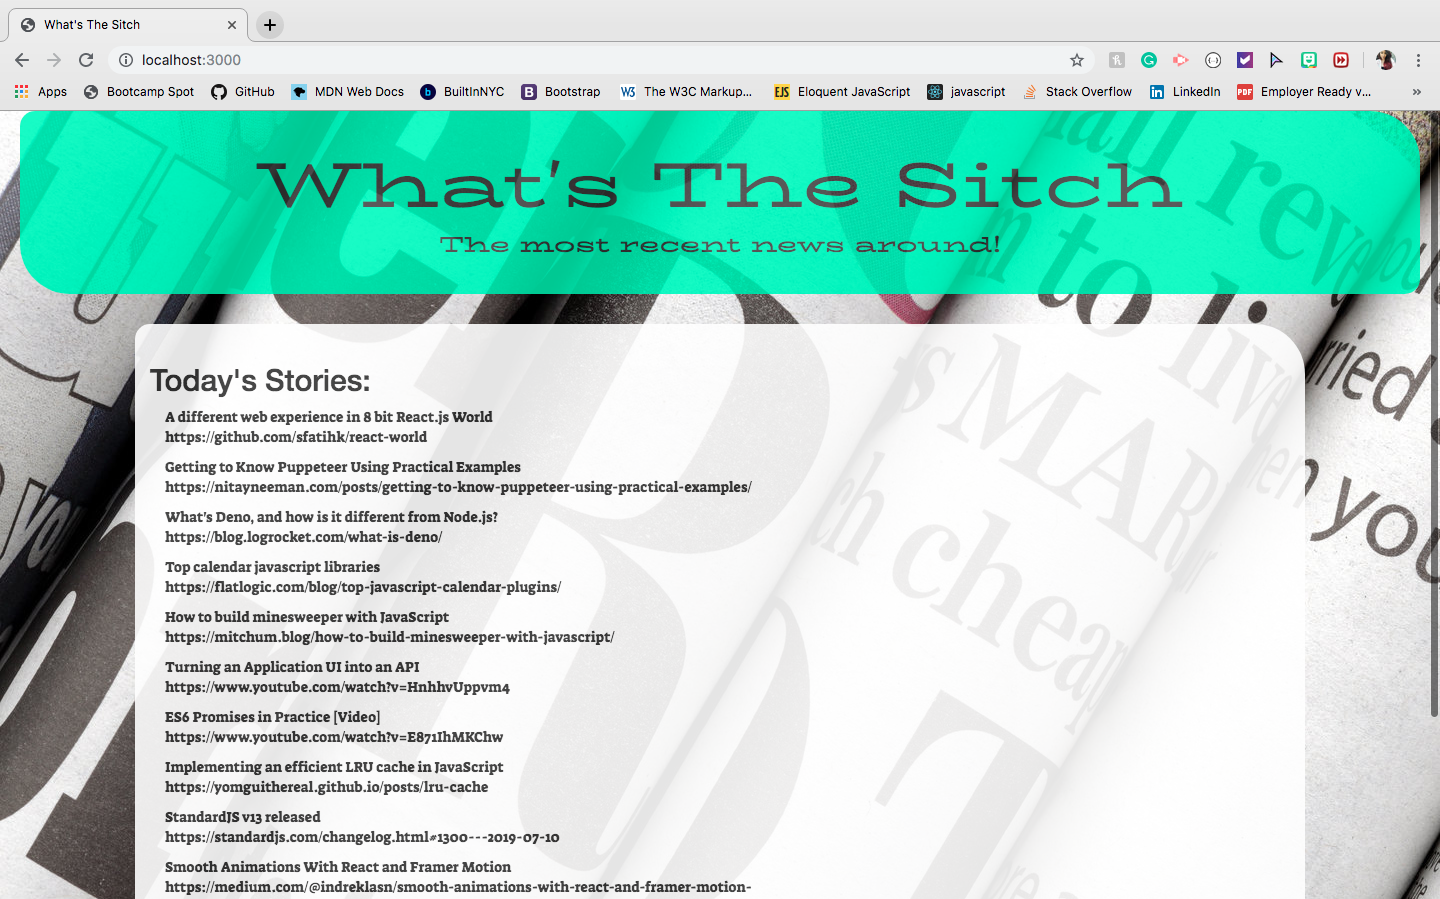 What's The Sitch
localhost:3000
Apps
Bootcamp Spot
GitHub
MDN Web Docs
BuiltInNYC
Bootstrap
The W3C Markup...
Eloquent JavaScript
javascript
Stack Overflow
LinkedIn
Employer Ready v...
»
What's The Sitch
The most recent news around!
Today's Stories:
A different web experience in 8 bit React.js World
https://github.com/sfatihk/react-world
Getting to Know Puppeteer Using Practical Examples
https://nitayneeman.com/posts/getting-to-know-puppeteer-using-practical-examples/
What's Deno, and how is it different from Node.js?
https://blog.logrocket.com/what-is-deno/
Top calendar javascript libraries
https://flatlogic.com/blog/top-javascript-calendar-plugins/
How to build minesweeper with JavaScript
https://mitchum.blog/how-to-build-minesweeper-with-javascript/
Turning an Application UI into an API
https://www.youtube.com/watch?v=HnhhvUppvm4
ES6 Promises in Practice [Video]
https://www.youtube.com/watch?v=E871IhMKChw
Implementing an efficient LRU cache in JavaScript
https://yomguithereal.github.io/posts/lru-cache
StandardJS v13 released
https://standardjs.com/changelog.html#1300---2019-07-10
Smooth Animations With React and Framer Motion
https://medium.com/@indreklasn/smooth-animations-with-react-and-framer-motion-